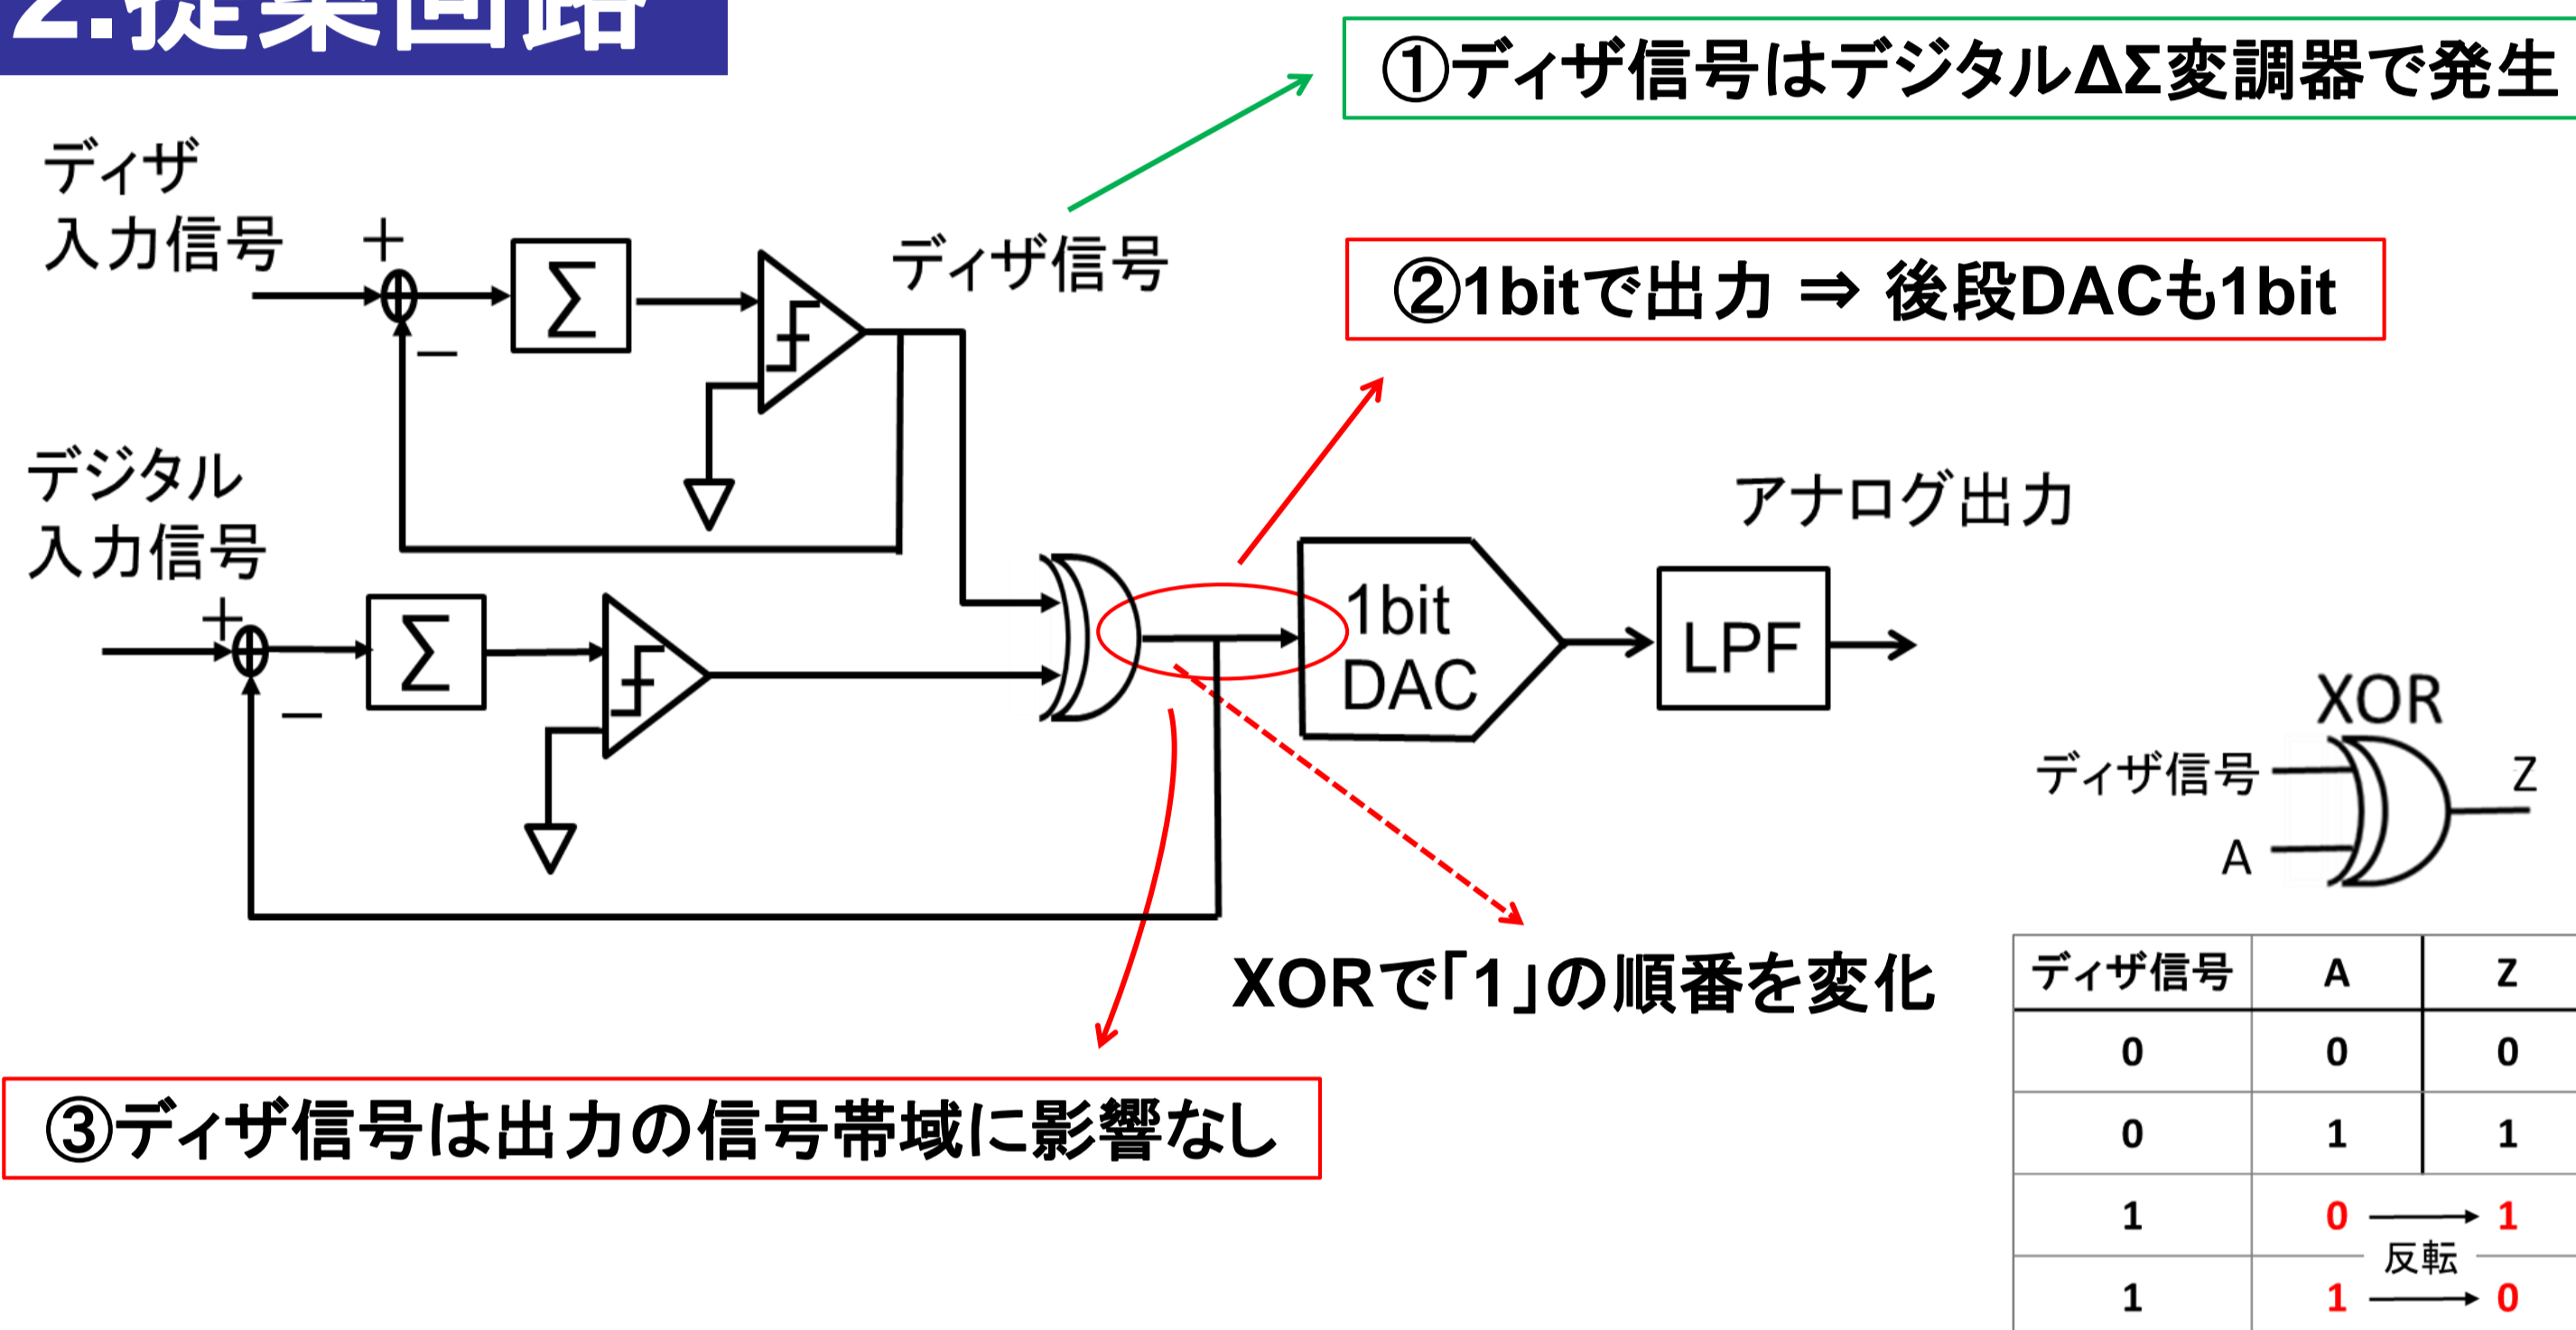 2.提案回路
①ディザ信号はデジタルΔΣ変調器で発生
ディザ
入力信号
+
Σ
ディザ信号
−
②1bitで出力 ⇒ 後段DACも1bit
デジタル
入力信号
+
Σ
−
アナログ出力
1bit
DAC
LPF
XOR
ディザ信号
Z
A
XORで「1」の順番を変化
③ディザ信号は出力の信号帯域に影響なし
ディザ信号 A Z
0 0 0
0 1 1
1 0 1
反転
1 1 0